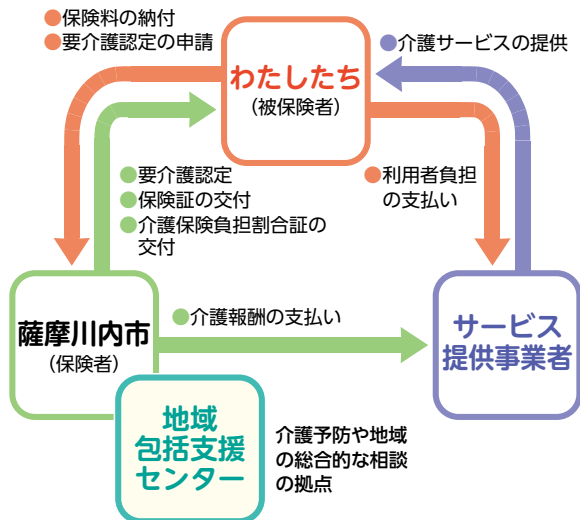 ●保険料の納付
●要介護認定の申請
わたしたち
（被保険者）
●介護サービスの提供
●要介護認定
●保険証の交付
●介護保険負担割合証の
交付
●利用者負担
の支払い
薩摩川内市
（保険者）
●介護報酬の支払い
サービス
提供事業者
地域
包括支援
センター
介護予防や地域
の総合的な相談
の拠点